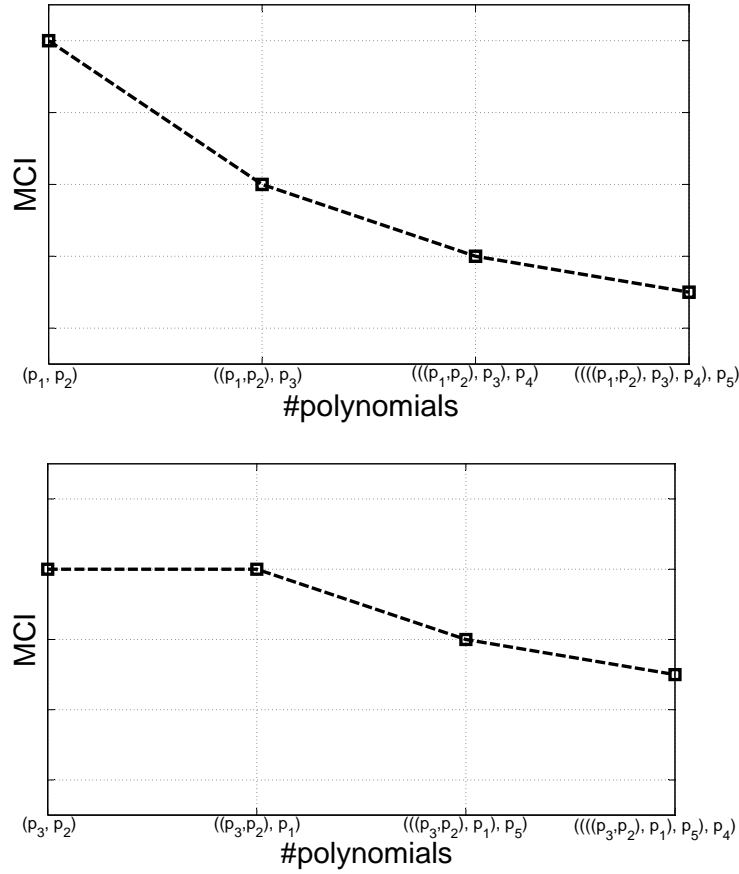 MCI
(p₁, p₂) ((p₁,p₂), p₃) (((p₁,p₂), p₃), p₄) ((((p₁,p₂), p₃), p₄), p₅)
#polynomials
MCI
(p₃, p₂) ((p₃,p₂), p₁) (((p₃,p₂), p₁), p₅) ((((p₃,p₂), p₁), p₅), p₄)
#polynomials